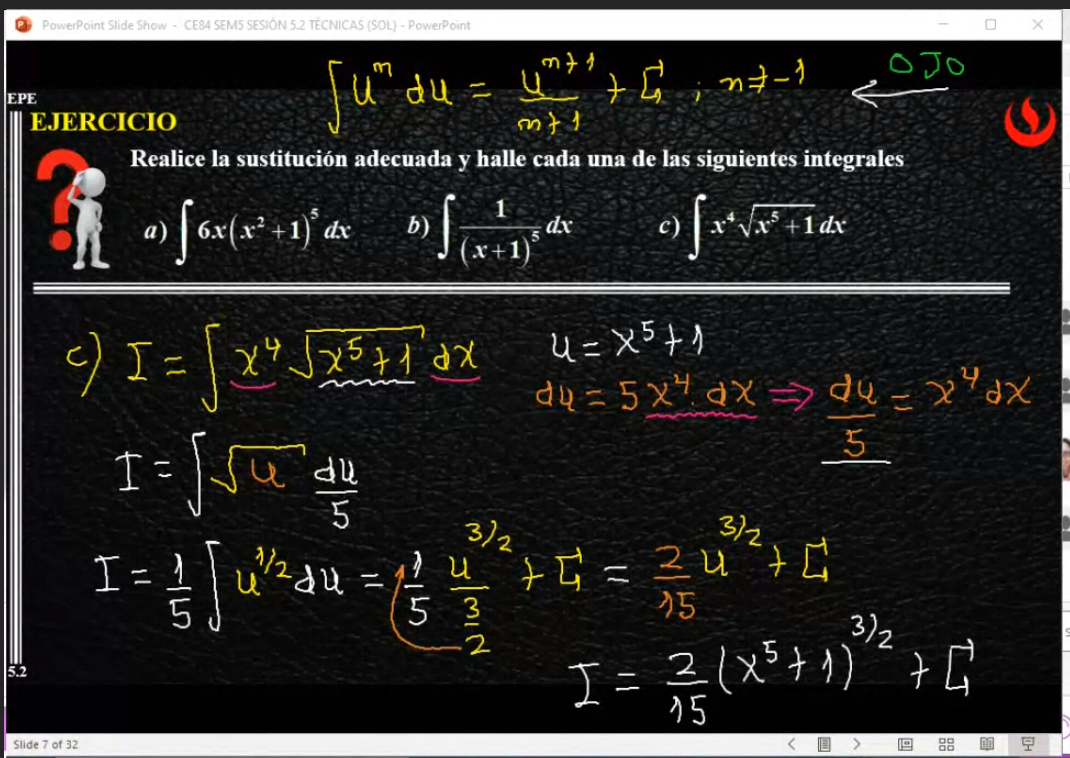 PowerPoint Slide Show - CE84 SEM5 SESIÓN 5.2 TÉCNICAS (SOL) - PowerPoint
∫ u^n du = u^(n+1)/(n+1) + C ; n ≠ -1 ← OJO
EPE
EJERCICIO
Realice la sustitución adecuada y halle cada una de las siguientes integrales
a) ∫ 6x(x² + 1)⁵ dx b) ∫ 1/(x+1)⁵ dx c) ∫ x⁴ √(x⁵ + 1) dx
c) I = ∫ x⁴ √(x⁵ + 1) dx u = x⁵ + 1
du = 5x⁴. dx ⇒ du/5 = x⁴ dx
I = ∫ √u du/5
I = 1/5 ∫ u^(1/2) du = 1/5 u^(3/2)/(3/2) + C = 2/15 u^(3/2) + C
I = 2/15 (x⁵ + 1)^(3/2) + C
5.2
Slide 7 of 32